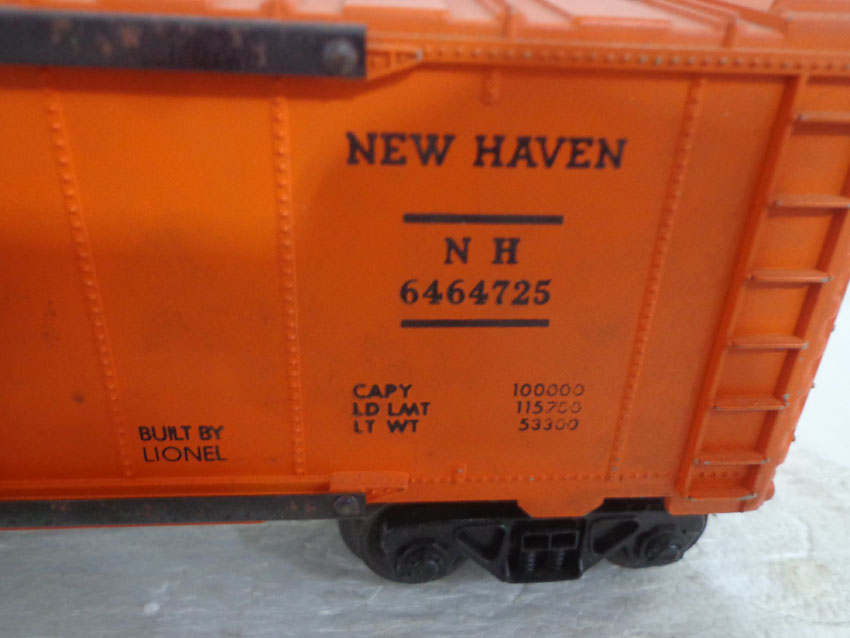 NEW HAVEN
N H
6464725
CAPY 100000
LD LMT 115700
LT WT 53300
BUILT BY
LIONEL